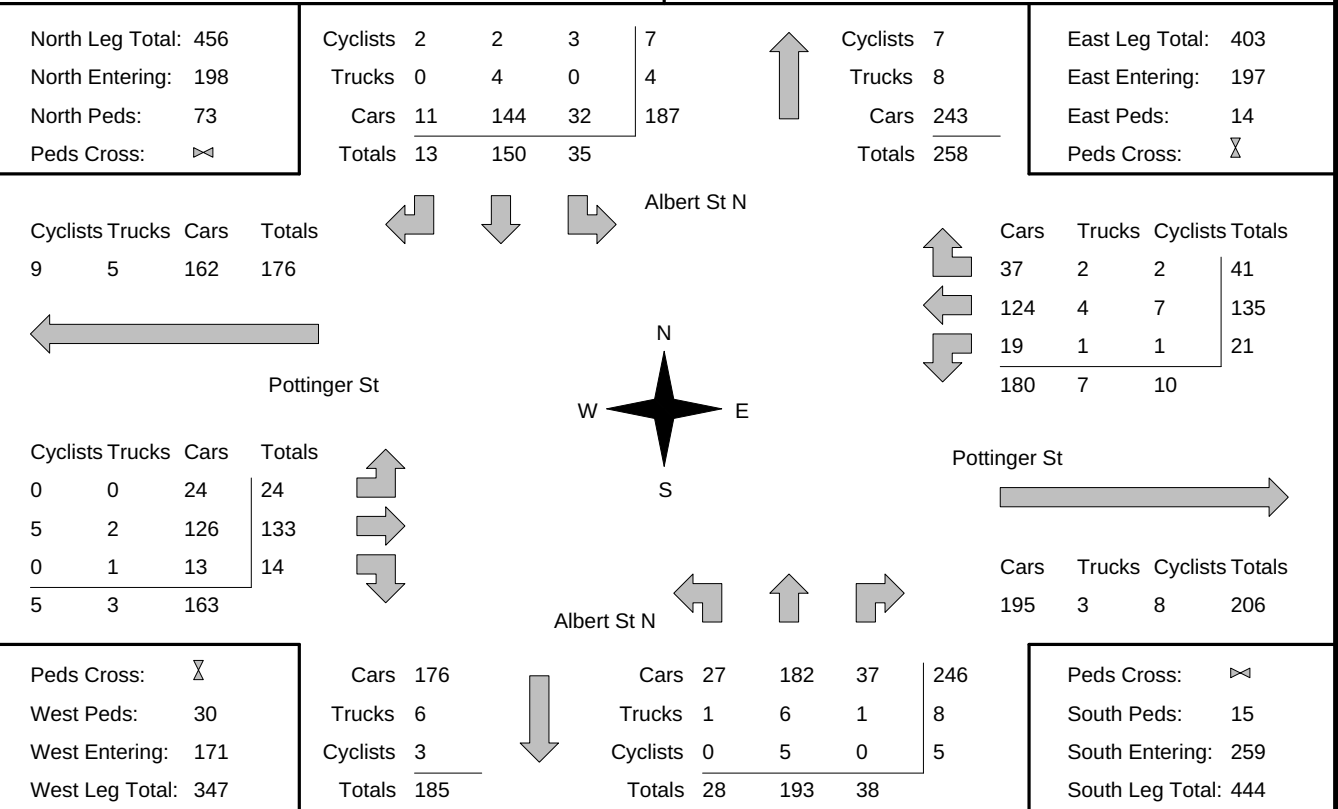 North Leg Total: 456
North Entering: 198
North Peds: 73
Peds Cross:
Cyclists 2 2 3 7
Trucks 0 4 0 4
Cars 11 144 32 187
Totals 13 150 35
Cyclists 7
Trucks 8
Cars 243
Totals 258
East Leg Total: 403
East Entering: 197
East Peds: 14
Peds Cross:
Albert St N
Cyclists Trucks Cars Totals
9 5 162 176
Cars Trucks Cyclists Totals
37 2 2 41
124 4 7 135
19 1 1 21
180 7 10
Pottinger St
N
W E
S
Cyclists Trucks Cars Totals
0 0 24 24
5 2 126 133
0 1 13 14
5 3 163
Pottinger St
Cars Trucks Cyclists Totals
195 3 8 206
Albert St N
Peds Cross:
West Peds: 30
West Entering: 171
West Leg Total: 347
Cars 176
Trucks 6
Cyclists 3
Totals 185
Cars 27 182 37 246
Trucks 1 6 1 8
Cyclists 0 5 0 5
Totals 28 193 38
Peds Cross:
South Peds: 15
South Entering: 259
South Leg Total: 444